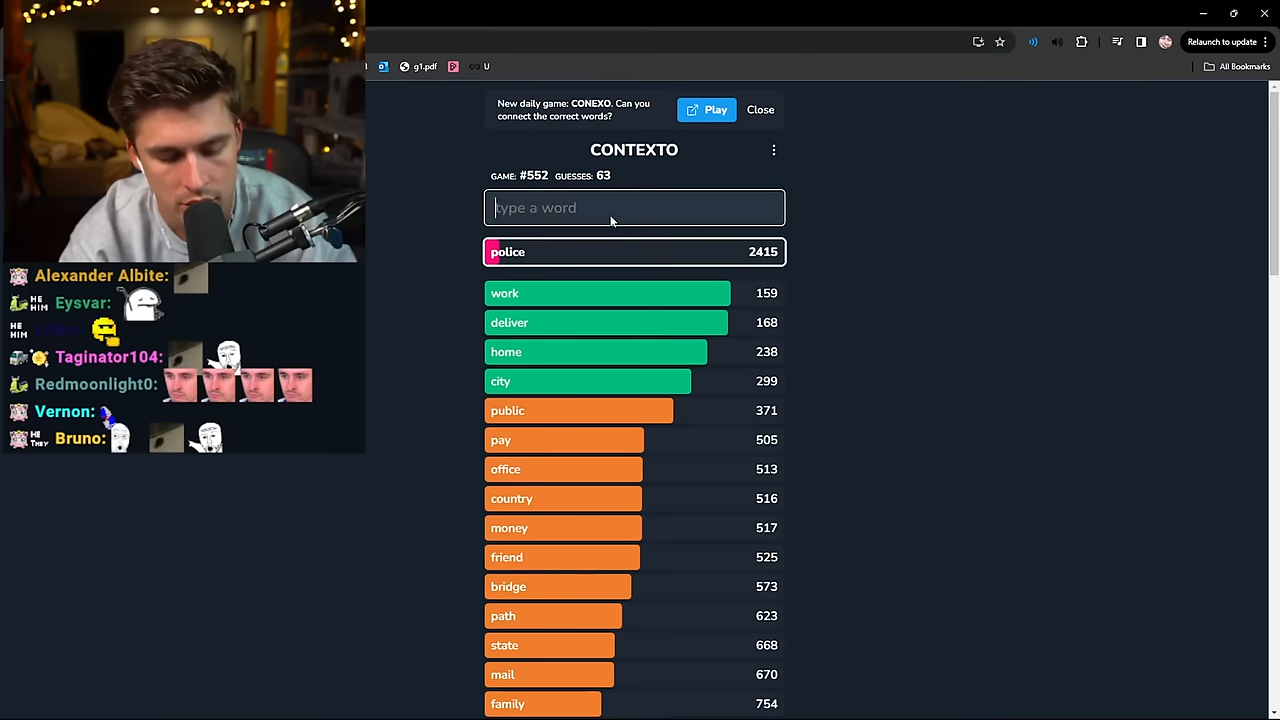 Relaunch to update
g1.pdf
U
All Bookmarks
New daily game: CONEXO. Can you
connect the correct words?
Play
Close
CONTEXTO
GAME: #552 GUESSES: 63
type a word
police 2415
work 159
deliver 168
home 238
city 299
public 371
pay 505
office 513
country 516
money 517
friend 525
bridge 573
path 623
state 668
mail 670
family 754
Alexander Albite:
HE HIM Eysvar:
HE HIM
Taginator104:
Redmoonlight0:
Vernon:
HE THEY Bruno: